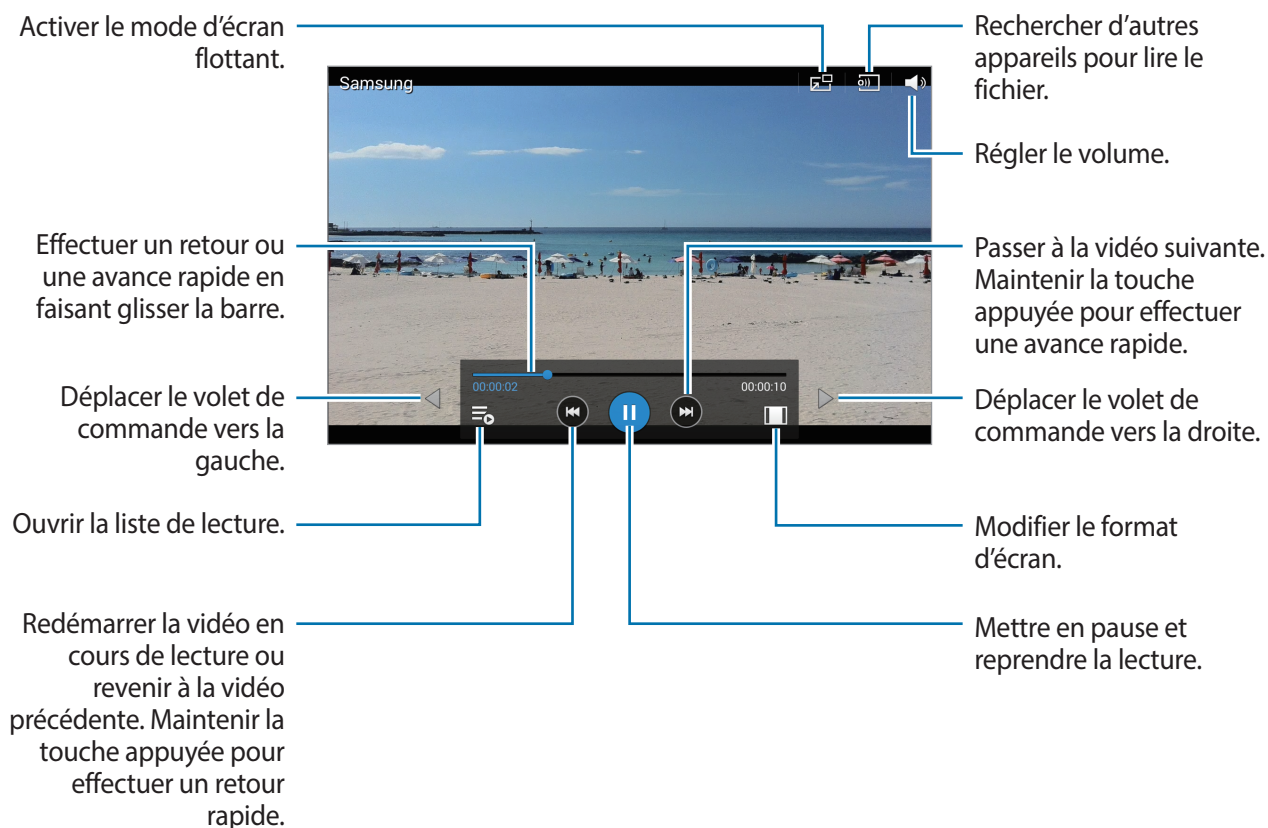 Activer le mode d'écran
flottant.
Rechercher d'autres
appareils pour lire le
fichier.
Samsung
Régler le volume.
Effectuer un retour ou
une avance rapide en
faisant glisser la barre.
Passer à la vidéo suivante.
Maintenir la touche
appuyée pour effectuer
une avance rapide.
00:00:02
00:00:10
Déplacer le volet de
commande vers la
gauche.
Déplacer le volet de
commande vers la droite.
Ouvrir la liste de lecture.
Modifier le format
d'écran.
Redémarrer la vidéo en
cours de lecture ou
revenir à la vidéo
précédente. Maintenir la
touche appuyée pour
effectuer un retour
rapide.
Mettre en pause et
reprendre la lecture.